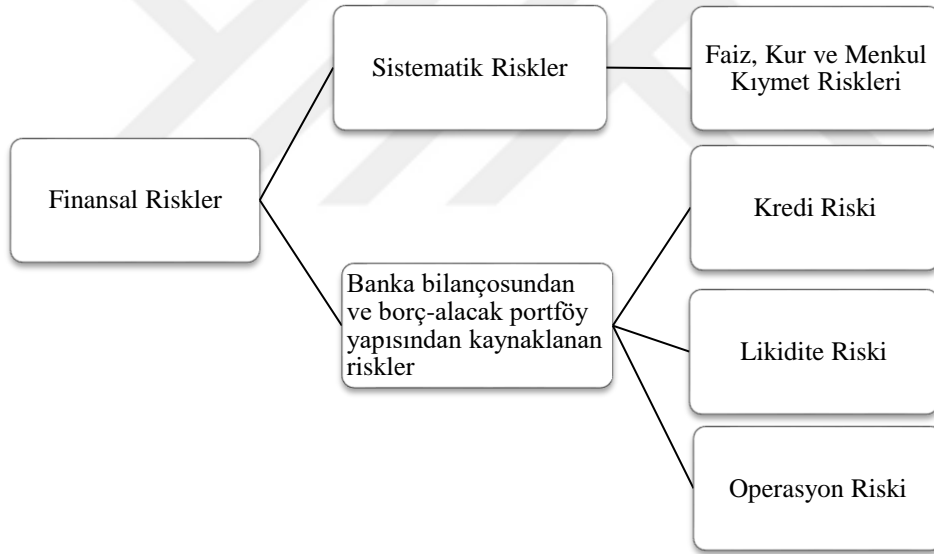 Finansal Riskler
Sistematik Riskler
Faiz, Kur ve Menkul
Kıymet Riskleri
Banka bilançosundan
ve borç-alacak portföy
yapısından kaynaklanan
riskler
Kredi Riski
Likidite Riski
Operasyon Riski